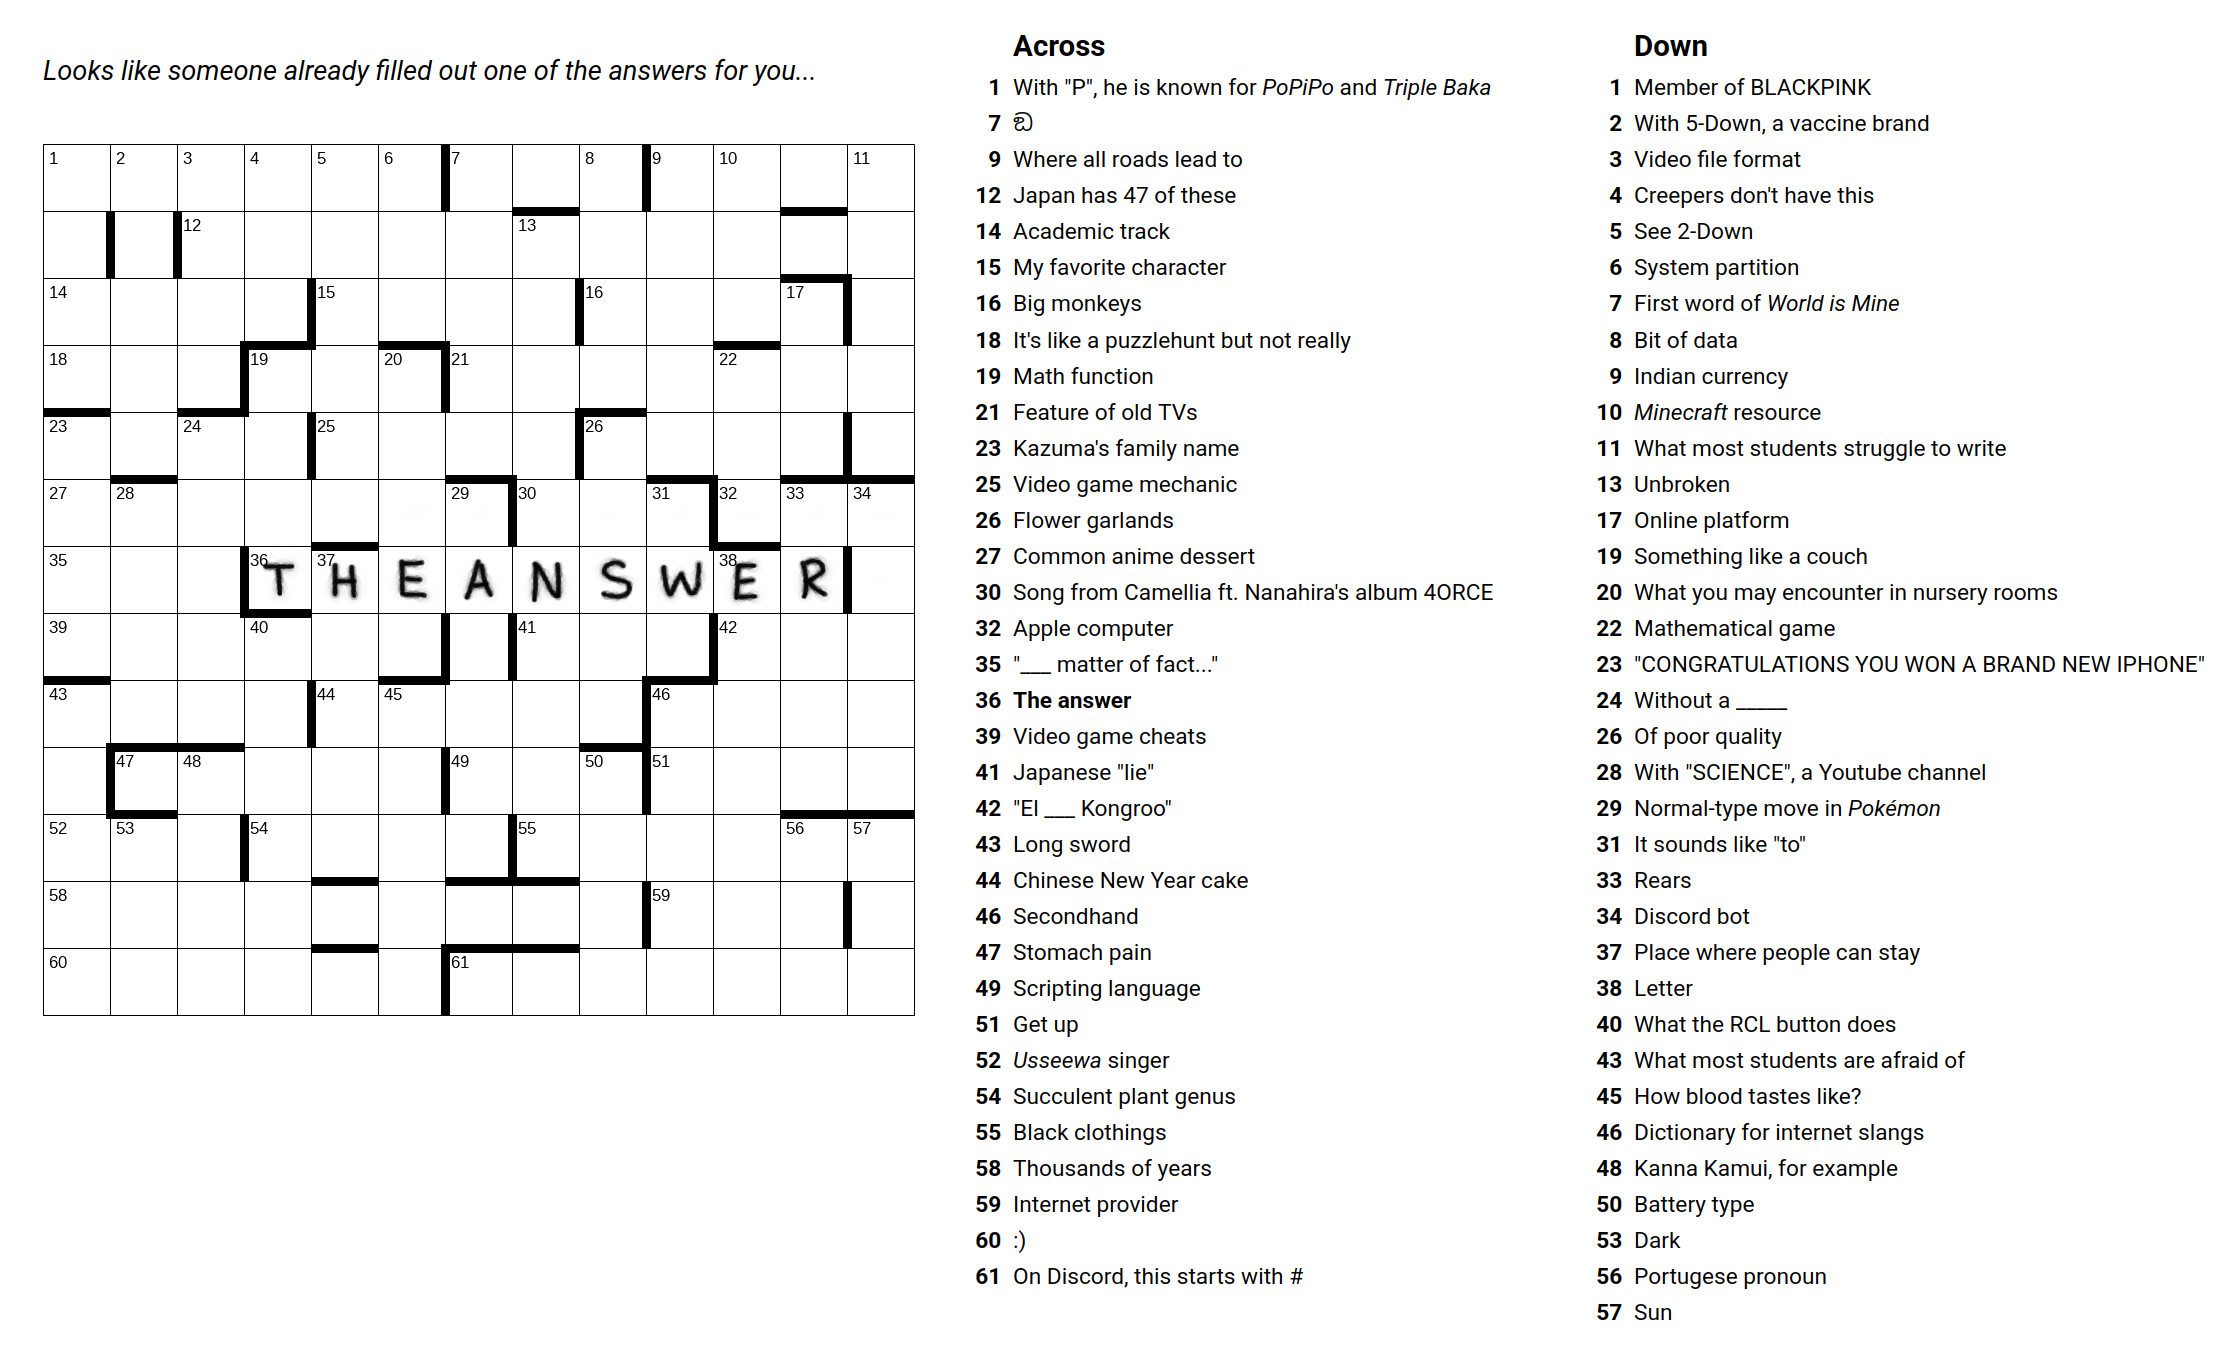 Looks like someone already filled out one of the answers for you...
1 2 3 4 5 6 7 8 9 10 11
12 13
14 15 16 17
18 19 20 21 22
23 24 25 26
27 28 29 30 31 32 33 34
35 36 37 38
T H E A N S W E R
39 40 41 42
43 44 45 46
47 48 49 50 51
52 53 54 55 56 57
58 59
60 61
Across
1 With "P", he is known for PoPiPo and Triple Baka
7 ඬ
9 Where all roads lead to
12 Japan has 47 of these
14 Academic track
15 My favorite character
16 Big monkeys
18 It's like a puzzlehunt but not really
19 Math function
21 Feature of old TVs
23 Kazuma's family name
25 Video game mechanic
26 Flower garlands
27 Common anime dessert
30 Song from Camellia ft. Nanahira's album 4ORCE
32 Apple computer
35 "___ matter of fact..."
36 The answer
39 Video game cheats
41 Japanese "lie"
42 "El ___ Kongroo"
43 Long sword
44 Chinese New Year cake
46 Secondhand
47 Stomach pain
49 Scripting language
51 Get up
52 Usseewa singer
54 Succulent plant genus
55 Black clothings
58 Thousands of years
59 Internet provider
60 :)
61 On Discord, this starts with #
Down
1 Member of BLACKPINK
2 With 5-Down, a vaccine brand
3 Video file format
4 Creepers don't have this
5 See 2-Down
6 System partition
7 First word of World is Mine
8 Bit of data
9 Indian currency
10 Minecraft resource
11 What most students struggle to write
13 Unbroken
17 Online platform
19 Something like a couch
20 What you may encounter in nursery rooms
22 Mathematical game
23 "CONGRATULATIONS YOU WON A BRAND NEW IPHONE"
24 Without a _____
26 Of poor quality
28 With "SCIENCE", a Youtube channel
29 Normal-type move in Pokémon
31 It sounds like "to"
33 Rears
34 Discord bot
37 Place where people can stay
38 Letter
40 What the RCL button does
43 What most students are afraid of
45 How blood tastes like?
46 Dictionary for internet slangs
48 Kanna Kamui, for example
50 Battery type
53 Dark
56 Portugese pronoun
57 Sun